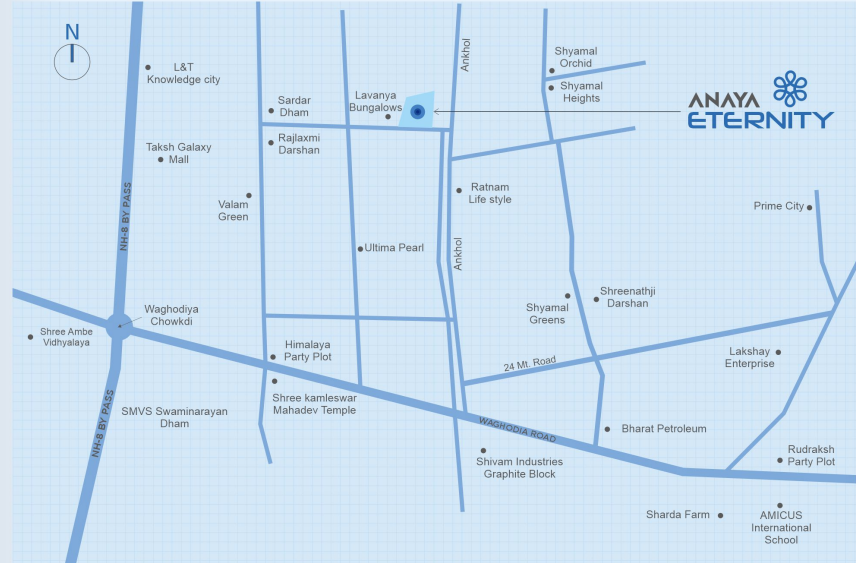 N
L&T
Knowledge city
Sardar
Dham
Lavanya
Bungalows
Ankhol
Shyamal
Orchid
Shyamal
Heights
ANAYA
ETERNITY
Taksh Galaxy
Mall
Rajlaxmi
Darshan
NH-8 BY PASS
Valam
Green
Ratnam
Life style
Prime City
Ultima Pearl
Ankhol
Shreenathji
Darshan
Shyamal
Greens
Waghodiya
Chowkdi
Shree Ambe
Vidhyalaya
Himalaya
Party Plot
24 Mt. Road
Lakshay
Enterprise
Shree kamleswar
Mahadev Temple
SMVS Swaminarayan
Dham
NH-8 BY PASS
WAGHODIA ROAD
Bharat Petroleum
Shivam Industries
Graphite Block
Rudraksh
Party Plot
Sharda Farm
AMICUS
International
School